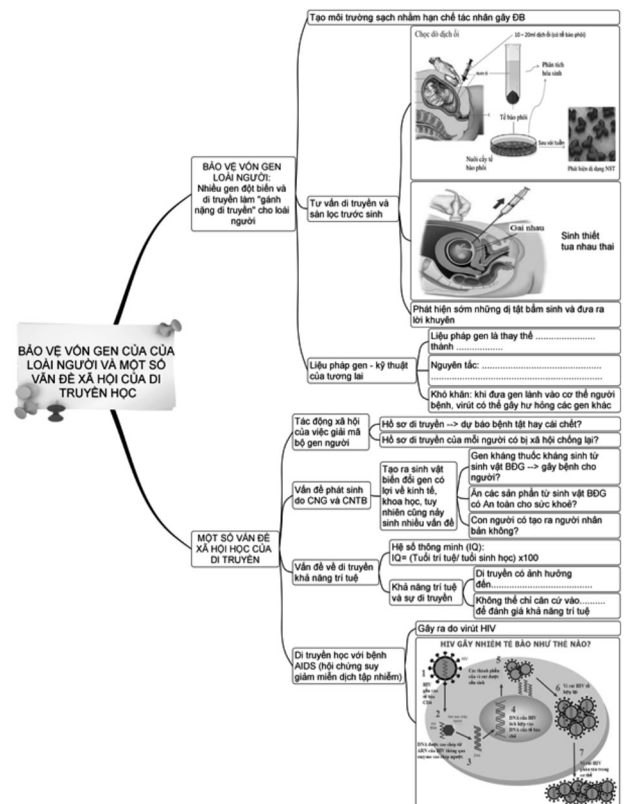 Tạo môi trường sạch nhằm hạn chế tác nhân gây ĐB
Chọc dò dịch ối
10 - 20ml dịch ối (có tế bào phôi)
Phân tích
hóa sinh
Tế bào phôi
Sau vài tuần
Nuôi cấy tế
bào phôi
Phát hiện dị dạng NST
BẢO VỆ VỐN GEN
LOÀI NGƯỜI:
Nhiều gen đột biến và
di truyền làm "gánh
nặng di truyền" cho loài
người
Tư vấn di truyền và
sàn lọc trước sinh
Gai nhau
Sinh thiết
tua nhau thai
Phát hiện sớm những dị tật bẩm sinh và đưa ra
lời khuyên
Liệu pháp gen - kỹ thuật
của tương lai
Liệu pháp gen là thay thế ......................
thành ...................
Nguyên tắc: ............................................
................................................................
Khó khăn: khi đưa gen lành vào cơ thể người
bệnh, virút có thể gây hư hỏng các gen khác
BẢO VỆ VỐN GEN CỦA CỦA
LOÀI NGƯỜI VÀ MỘT SỐ
VẤN ĐỀ XÃ HỘI CỦA DI
TRUYỀN HỌC
MỘT SỐ VẤN ĐỀ
XÃ HỘI HỌC CỦA
DI TRUYỀN
Tác động xã hội
của việc giải mã
bộ gen người
Hồ sơ di truyền --> dự báo bệnh tật hay cái chết?
Hồ sơ di truyền của mỗi người có bị xã hội chống lại?
Vấn đề phát sinh
do CNG và CNTB
Tạo ra sinh vật
biến đổi gen có
lợi về kinh tế,
khoa học, tuy
nhiên cũng nảy
sinh nhiều vấn đề
Gen kháng thuốc kháng sinh từ
sinh vật BĐG --> gây bệnh cho
người?
Ăn các sản phẩn từ sinh vật BĐG
có An toàn cho sức khoẻ?
Con người có tạo ra người nhân
bản không?
Vấn đề về di truyền
khả năng trí tuệ
Hệ số thông minh (IQ):
IQ= (Tuổi trí tuệ/ tuổi sinh học) x100
Khả năng trí tuệ
và sự di truyền
Di truyền có ảnh hưởng
đến......................................
Không thể chỉ căn cứ vào..........
để đánh giá khả năng trí tuệ
Di truyền học với bệnh
AIDS (hội chứng suy
giảm miễn dịch tập nhiễm)
Gây ra do virút HIV
HIV GÂY NHIỄM TẾ BÀO NHƯ THẾ NÀO?
1
2
3
4
5
6
7